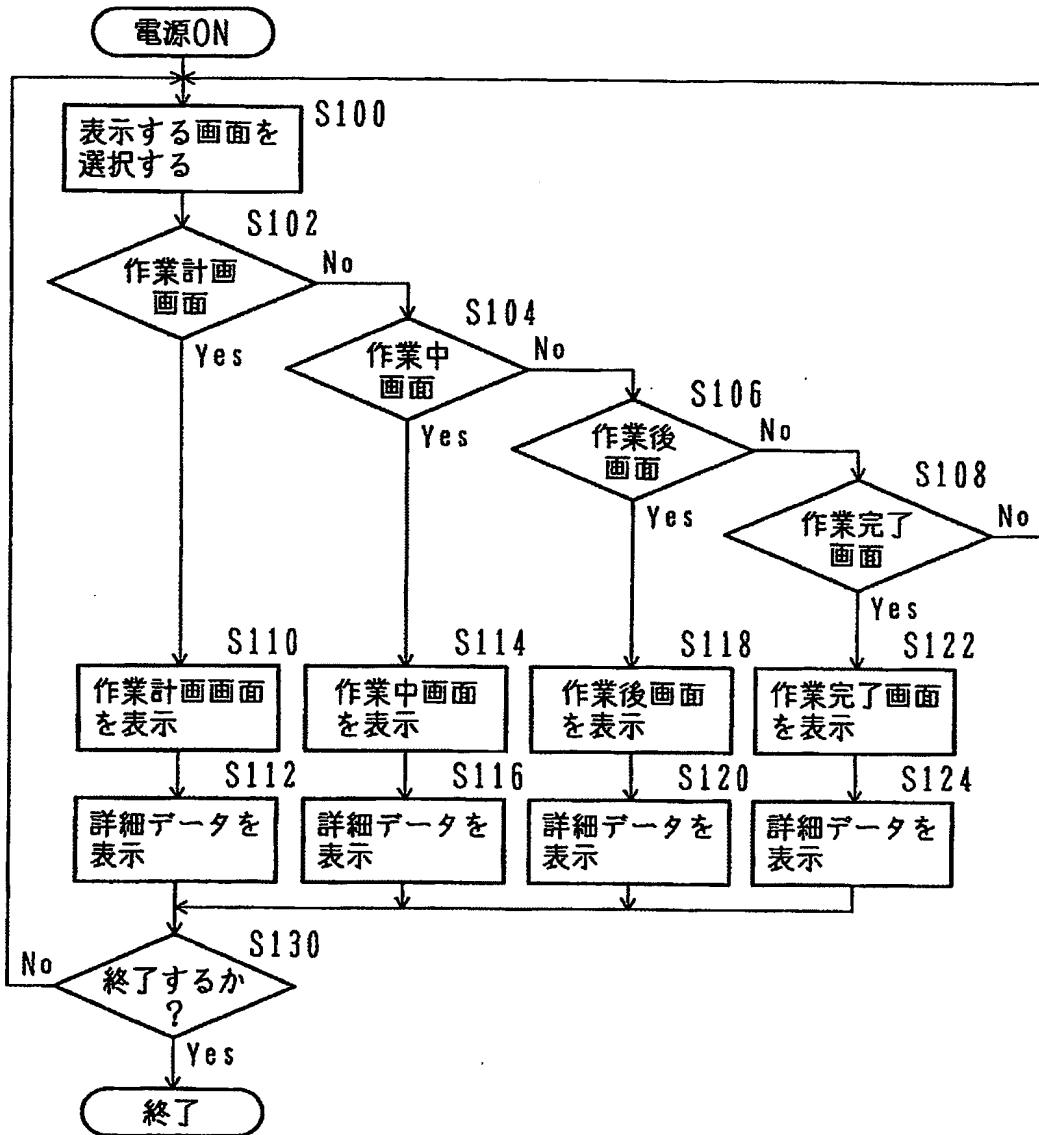 電源ON
S100
表示する画面を
選択する
S102
作業計画
画面
No
Yes
S104
作業中
画面
No
Yes
S106
作業後
画面
No
Yes
S108
作業完了
画面
No
Yes
S110
作業計画画面
を表示
S114
作業中画面
を表示
S118
作業後画面
を表示
S122
作業完了画面
を表示
S112
詳細データを
表示
S116
詳細データを
表示
S120
詳細データを
表示
S124
詳細データを
表示
S130
終了するか
?
No
Yes
終了